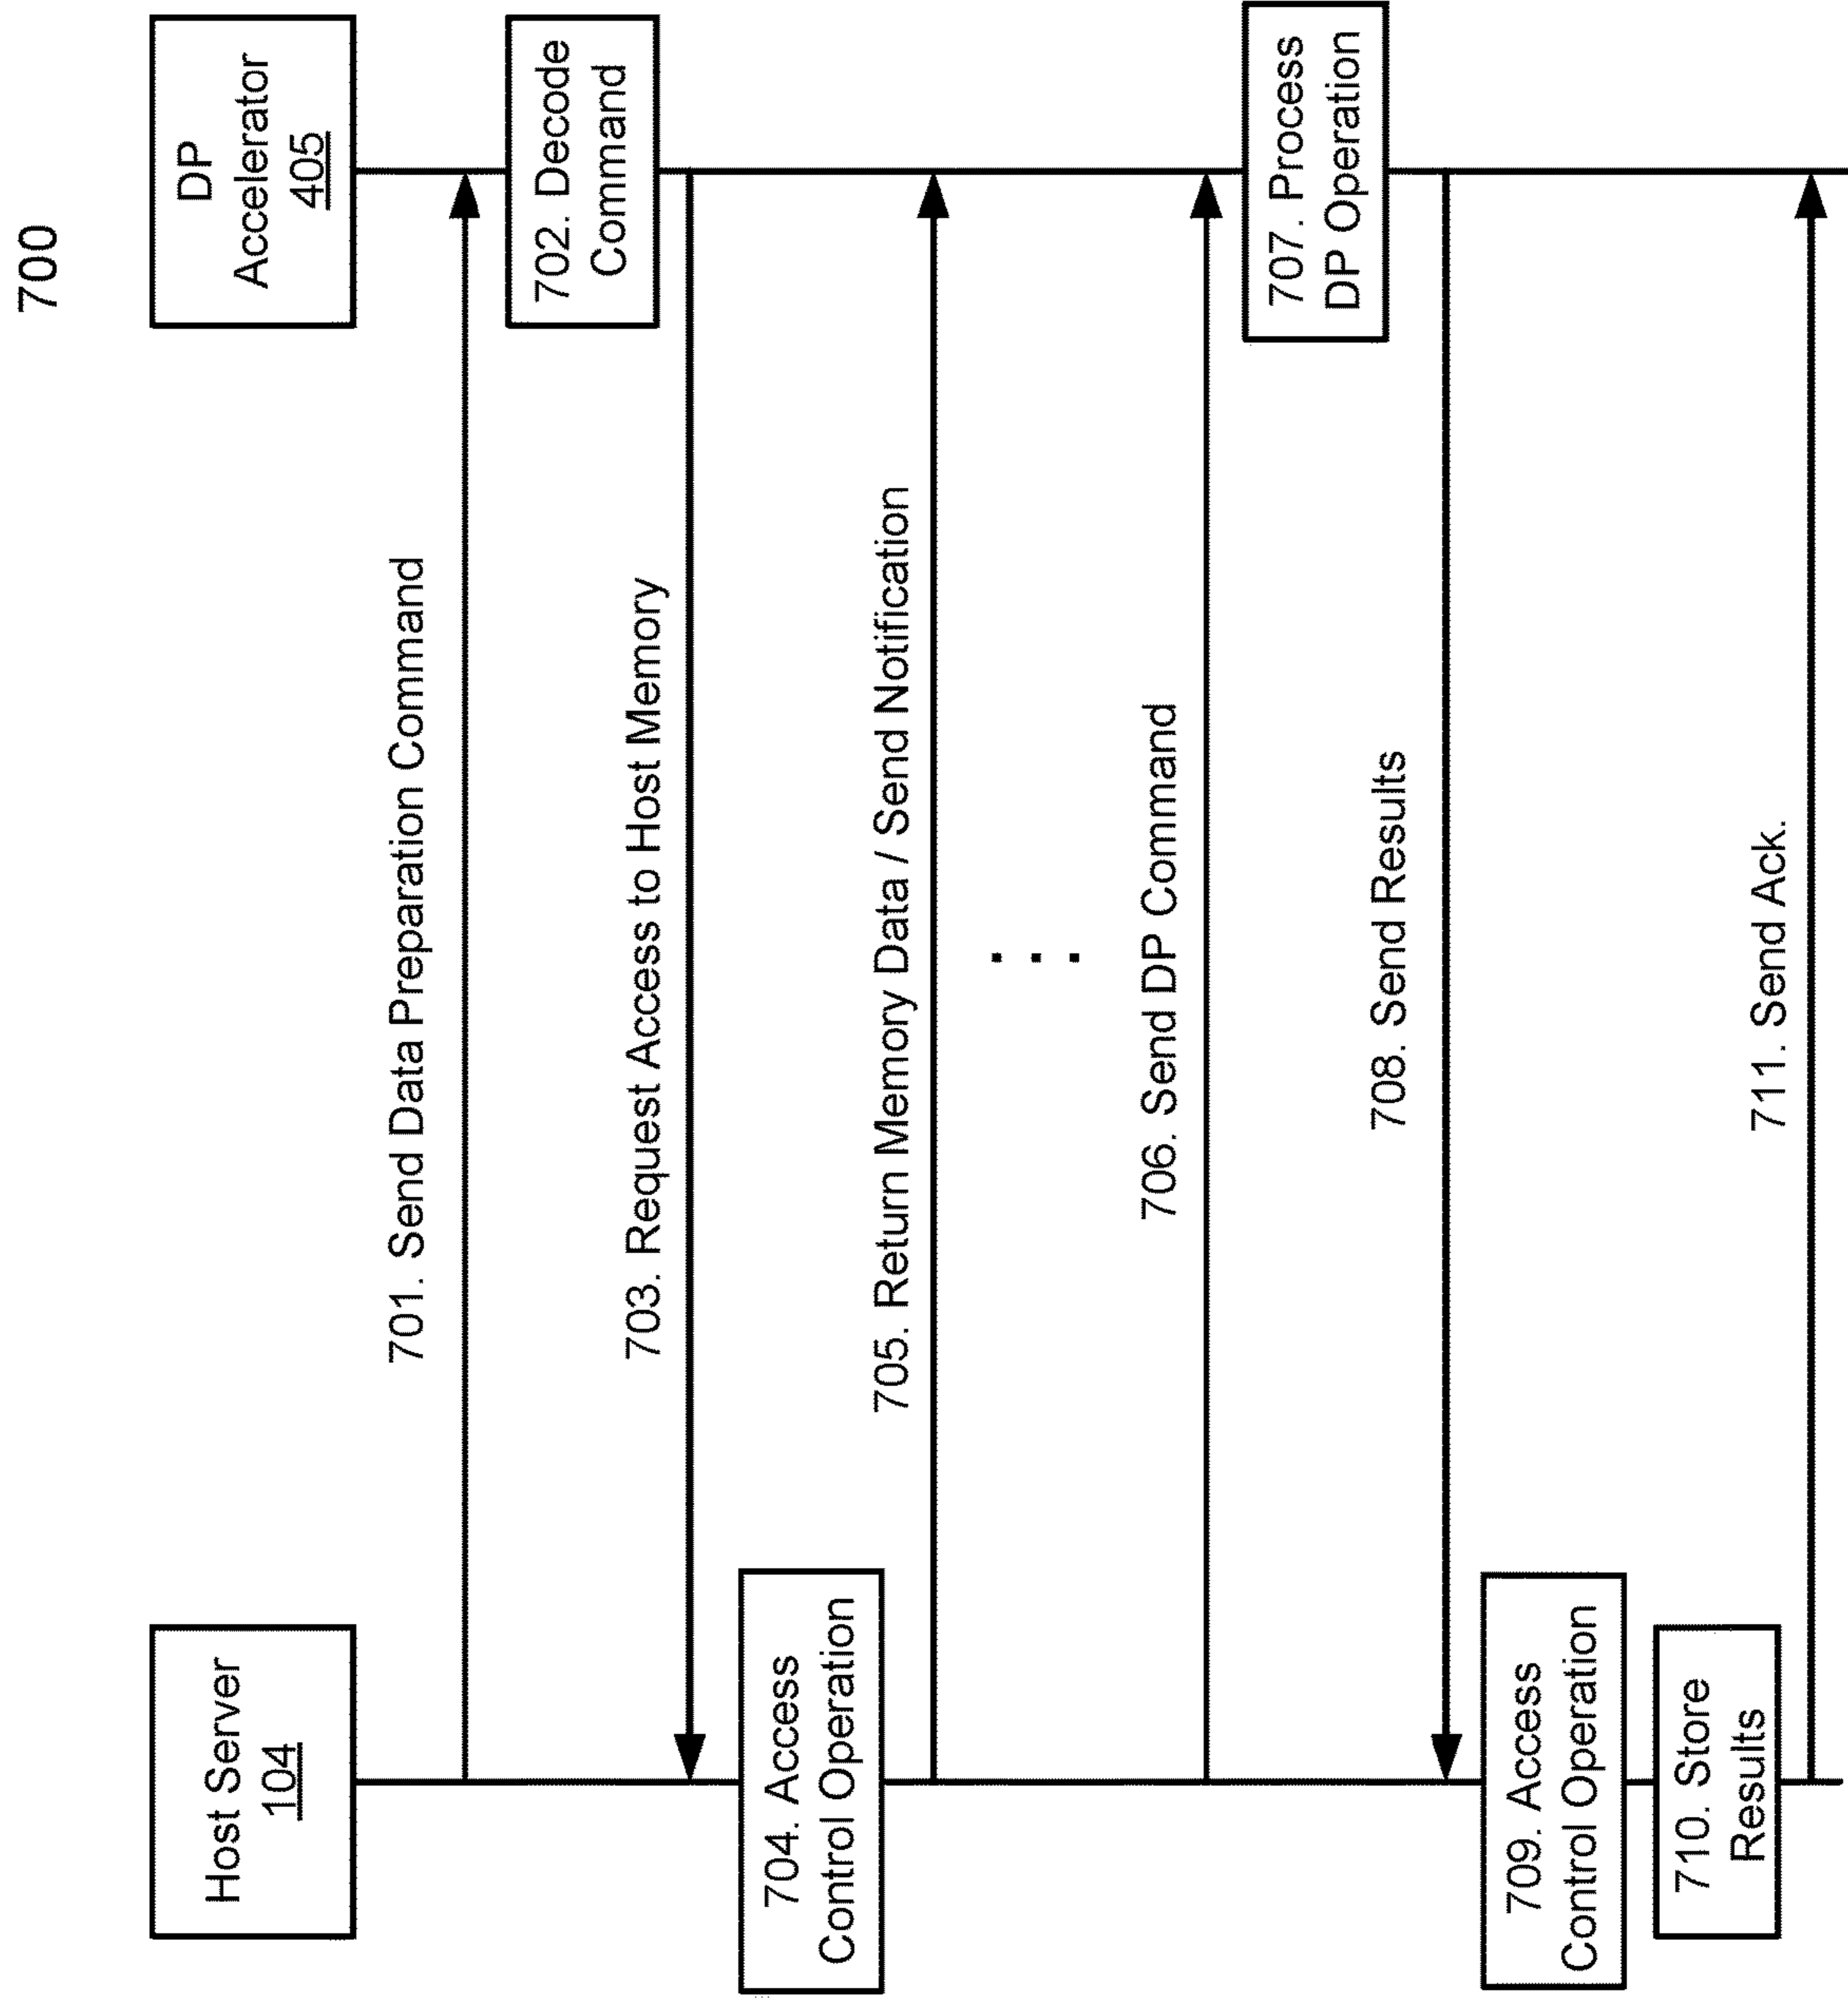 700
Host Server
104
DP
Accelerator
405
701. Send Data Preparation Command
702. Decode
Command
703. Request Access to Host Memory
704. Access
Control Operation
705. Return Memory Data / Send Notification
. . .
706. Send DP Command
707. Process
DP Operation
708. Send Results
709. Access
Control Operation
710. Store
Results
711. Send Ack.